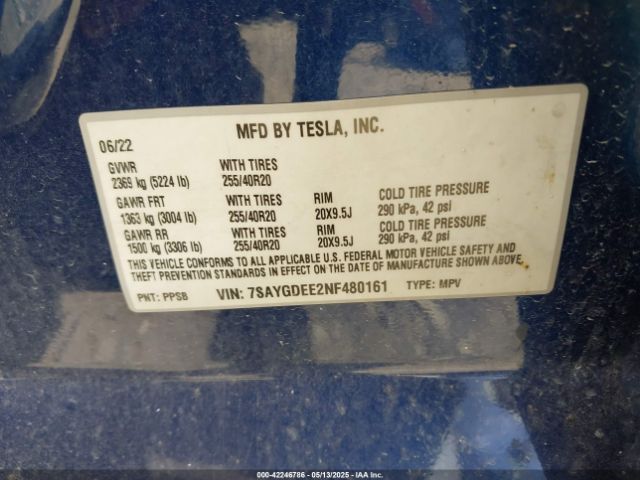 06/22 MFD BY TESLA, INC.
GVWR WITH TIRES
2369 kg (5224 lb) 255/40R20
GAWR FRT WITH TIRES RIM COLD TIRE PRESSURE
1363 kg (3004 lb) 255/40R20 20X9.5J 290 kPa, 42 psi
GAWR RR WITH TIRES RIM COLD TIRE PRESSURE
1500 kg (3306 lb) 255/40R20 20X9.5J 290 kPa, 42 psi
THIS VEHICLE CONFORMS TO ALL APPLICABLE U.S. FEDERAL MOTOR VEHICLE SAFETY AND
THEFT PREVENTION STANDARDS IN EFFECT ON THE DATE OF MANUFACTURE SHOWN ABOVE.
PNT: PPSB VIN: 7SAYGDEE2NF480161 TYPE: MPV
000-42246786 - 05/13/2025 - IAA Inc.